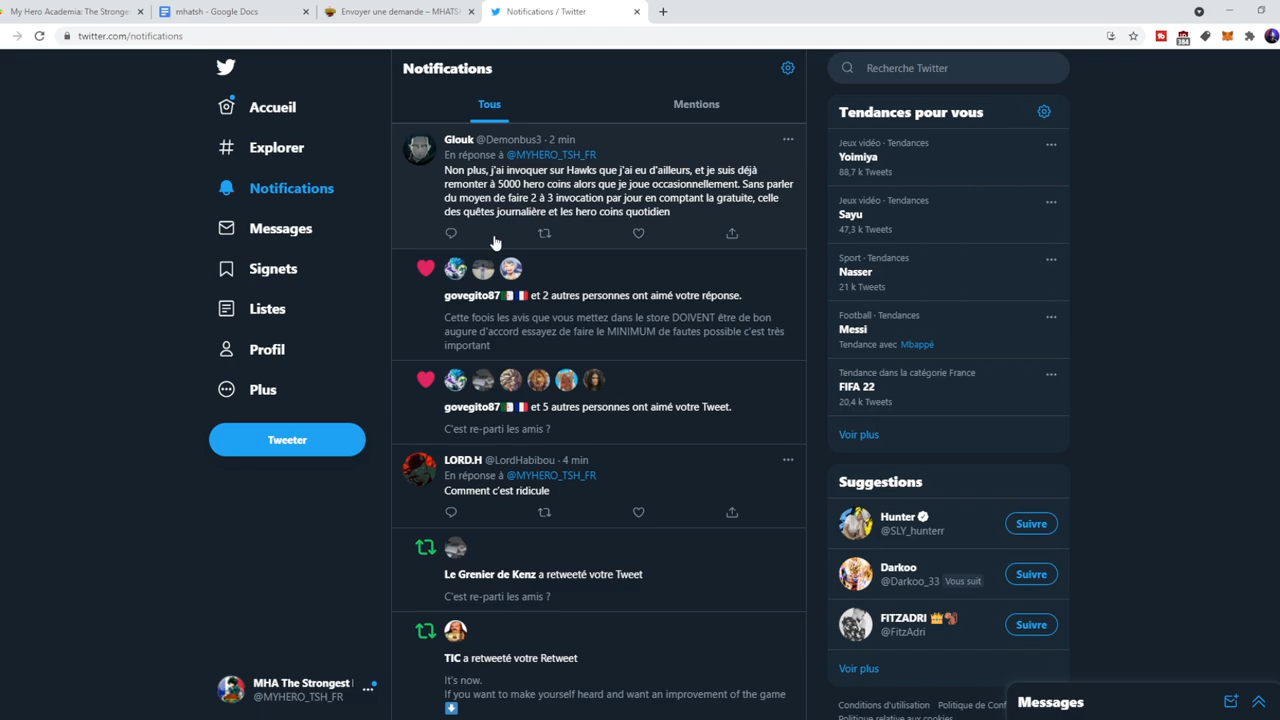 My Hero Academia: The Stronges
mhatsh - Google Docs
Envoyer une demande – MHATS
Notifications / Twitter
twitter.com/notifications
384
Accueil
Explorer
Notifications
Messages
Signets
Listes
Profil
Plus
Tweeter
MHA The Strongest
@MYHERO_TSH_FR
Notifications
Tous
Mentions
Glouk @Demonbus3 · 2 min
En réponse à @MYHERO_TSH_FR
Non plus, j'ai invoquer sur Hawks que j'ai eu d'ailleurs, et je suis déjà
remonter à 5000 hero coins alors que je joue occasionnellement. Sans parler
du moyen de faire 2 à 3 invocation par jour en comptant la gratuite, celle
des quêtes journalière et les hero coins quotidien
govegito87 et 2 autres personnes ont aimé votre réponse.
Cette foois les avis que vous mettez dans le store DOIVENT être de bon
augure d'accord essayez de faire le MINIMUM de fautes possible c'est très
important
govegito87 et 5 autres personnes ont aimé votre Tweet.
C'est re-parti les amis ?
LORD.H @LordHabibou · 4 min
En réponse à @MYHERO_TSH_FR
Comment c'est ridicule
Le Grenier de Kenz a retweeté votre Tweet
C'est re-parti les amis ?
TIC a retweeté votre Retweet
It's now.
If you want to make yourself heard and want an improvement of the game
Recherche Twitter
Tendances pour vous
Jeux vidéo · Tendances
Yoimiya
88,7 k Tweets
Jeux vidéo · Tendances
Sayu
47,3 k Tweets
Sport · Tendances
Nasser
21 k Tweets
Football · Tendances
Messi
Tendance avec Mbappé
Tendance dans la catégorie France
FIFA 22
20,4 k Tweets
Voir plus
Suggestions
Hunter
@SLY_hunterr
Suivre
Darkoo
@Darkoo_33 Vous suit
Suivre
FITZADRI
@FitzAdri
Suivre
Voir plus
Conditions d'utilisation Politique de Conf
Politique relative aux cookies
Messages